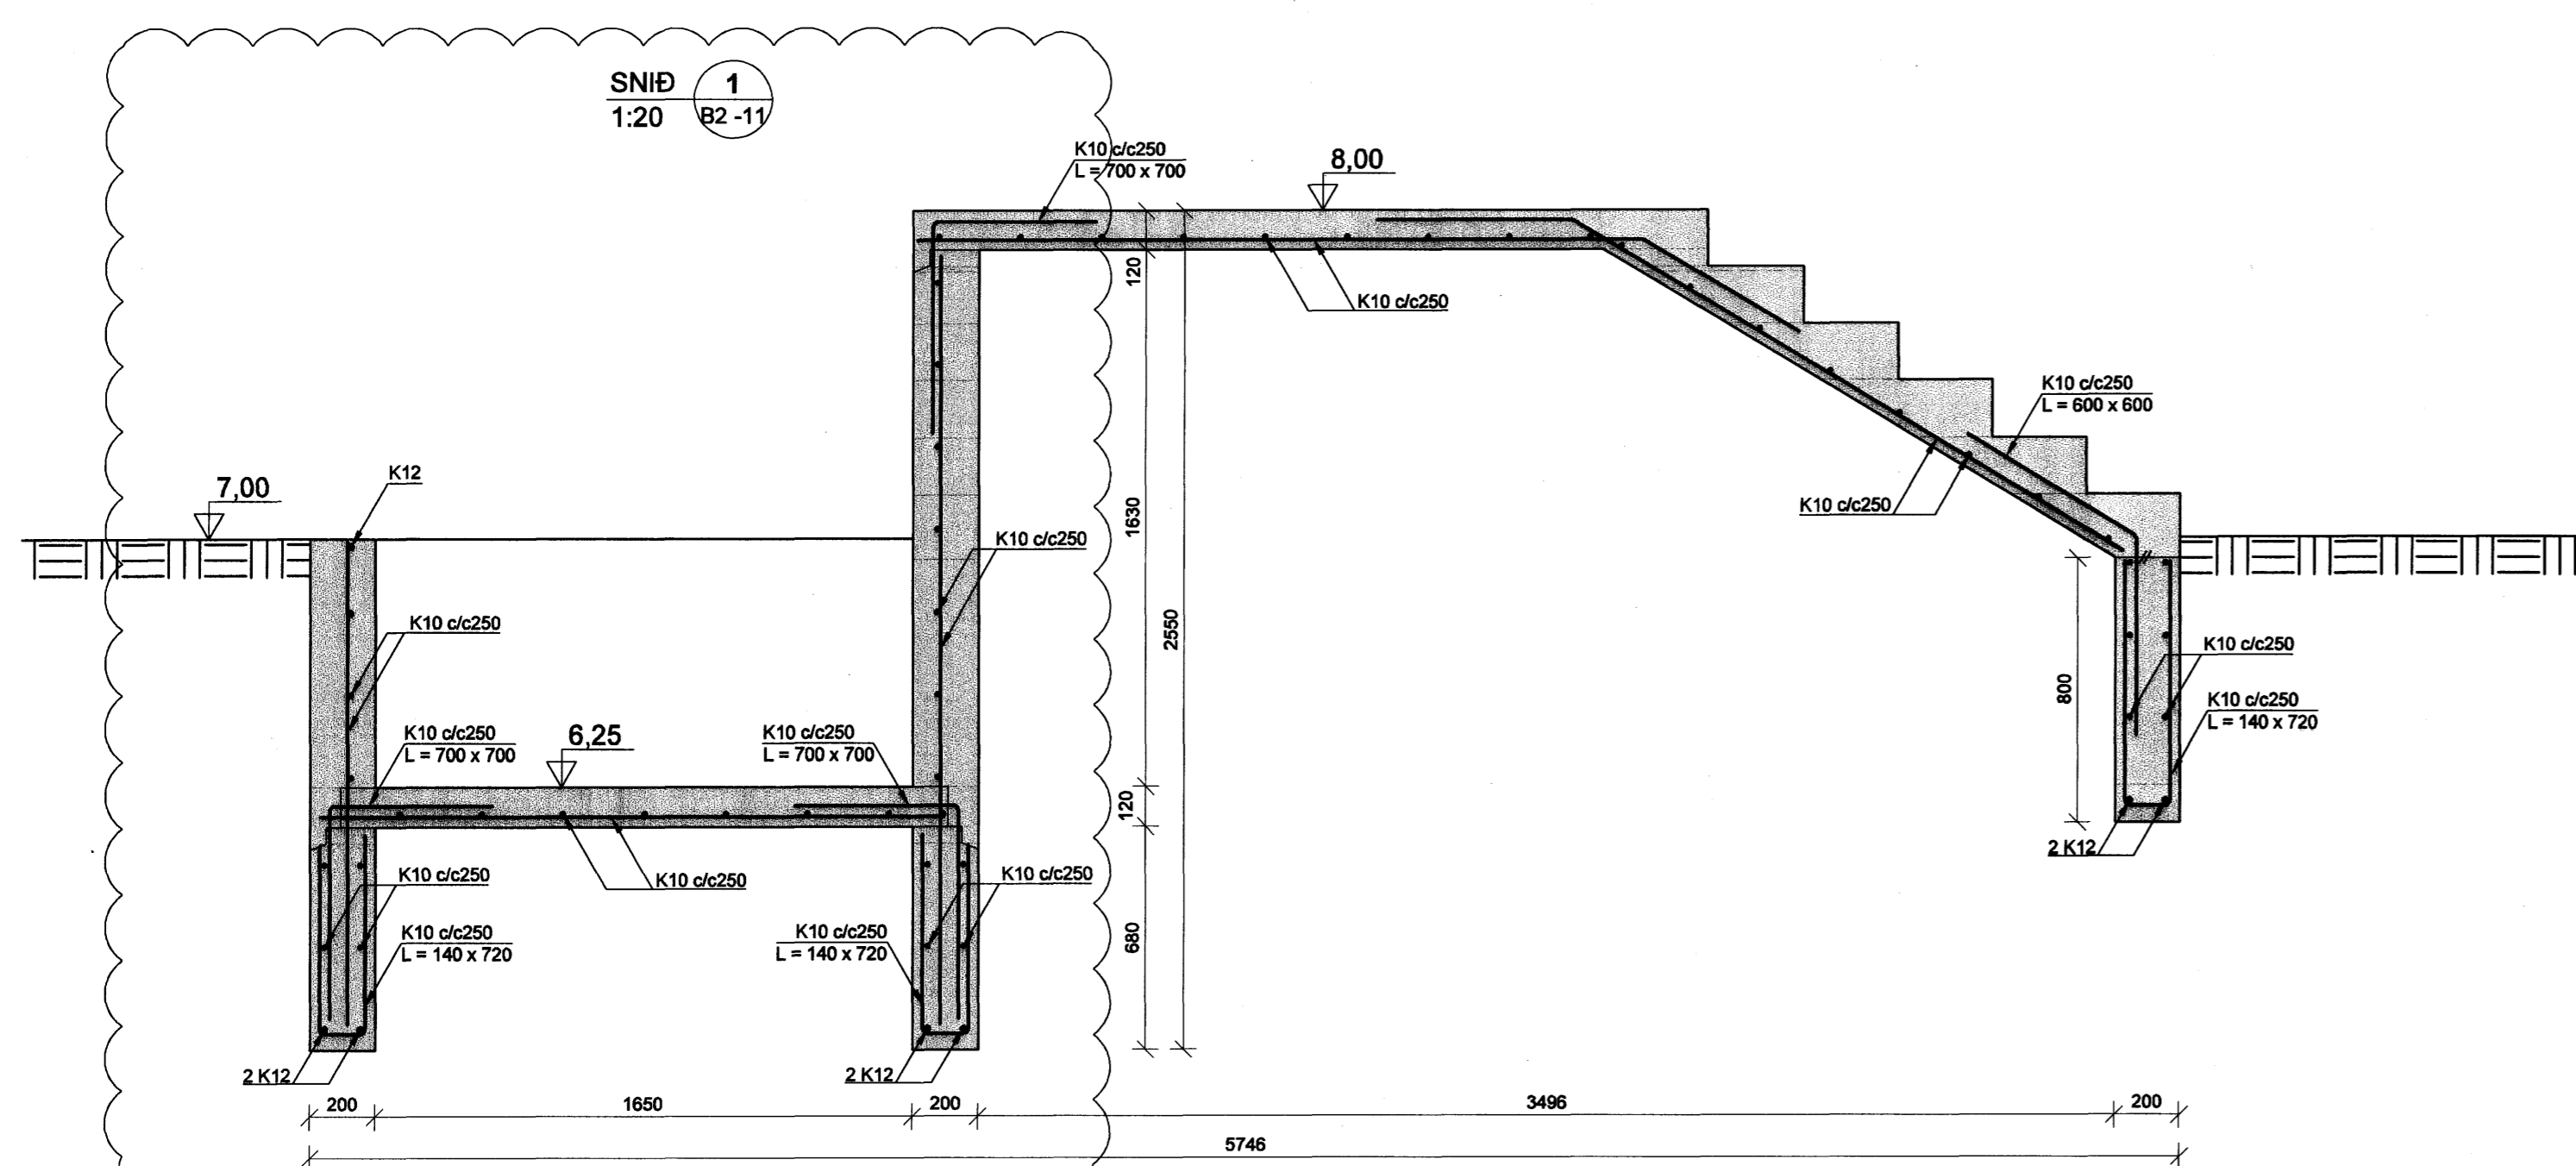 SNIÐ 1
1:20 B2 -11
K10 c/c250
L = 700 x 700
8,00
120
K10 c/c250
K10 c/c250
L = 600 x 600
K12
7,00
1630
K10 c/c250
K10 c/c250
2550
K10 c/c250
K10 c/c250
800
K10 c/c250
L = 140 x 720
K10 c/c250
L = 700 x 700
6,25
K10 c/c250
L = 700 x 700
120
2 K12
K10 c/c250
K10 c/c250
K10 c/c250
K10 c/c250
L = 140 x 720
K10 c/c250
L = 140 x 720
680
2 K12
2 K12
200
1650
200
3496
200
5746